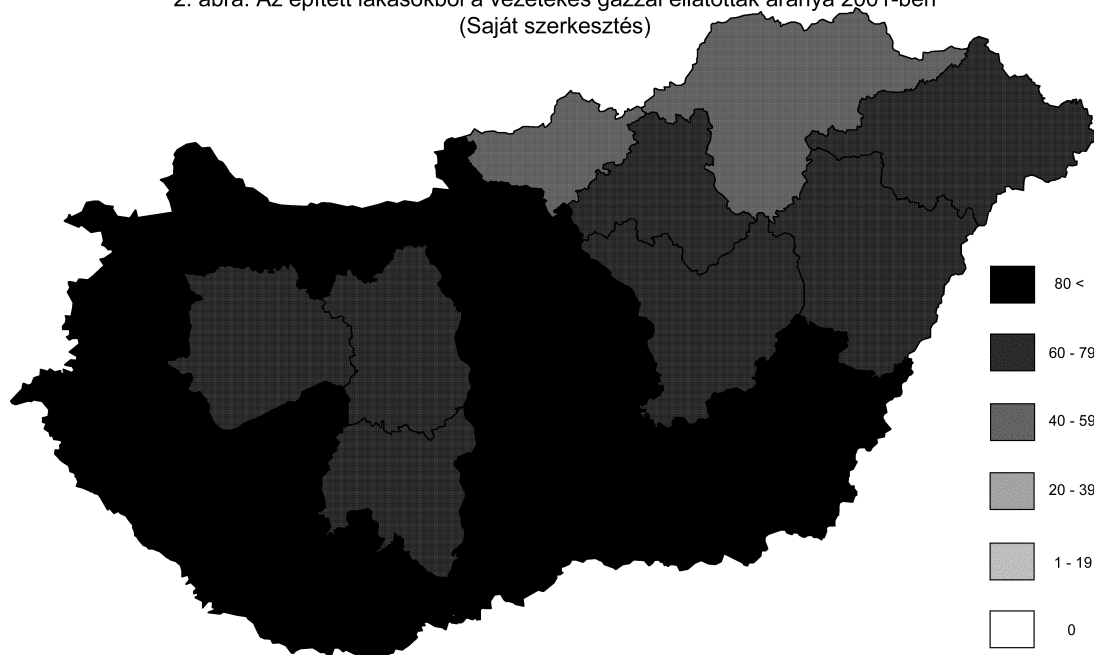 2. ábra: Az épített lakásokból a vezetékes gázzal ellátottak aránya 2001-ben
(Saját szerkesztés)
80 <
60 - 79
40 - 59
20 - 39
1 - 19
0